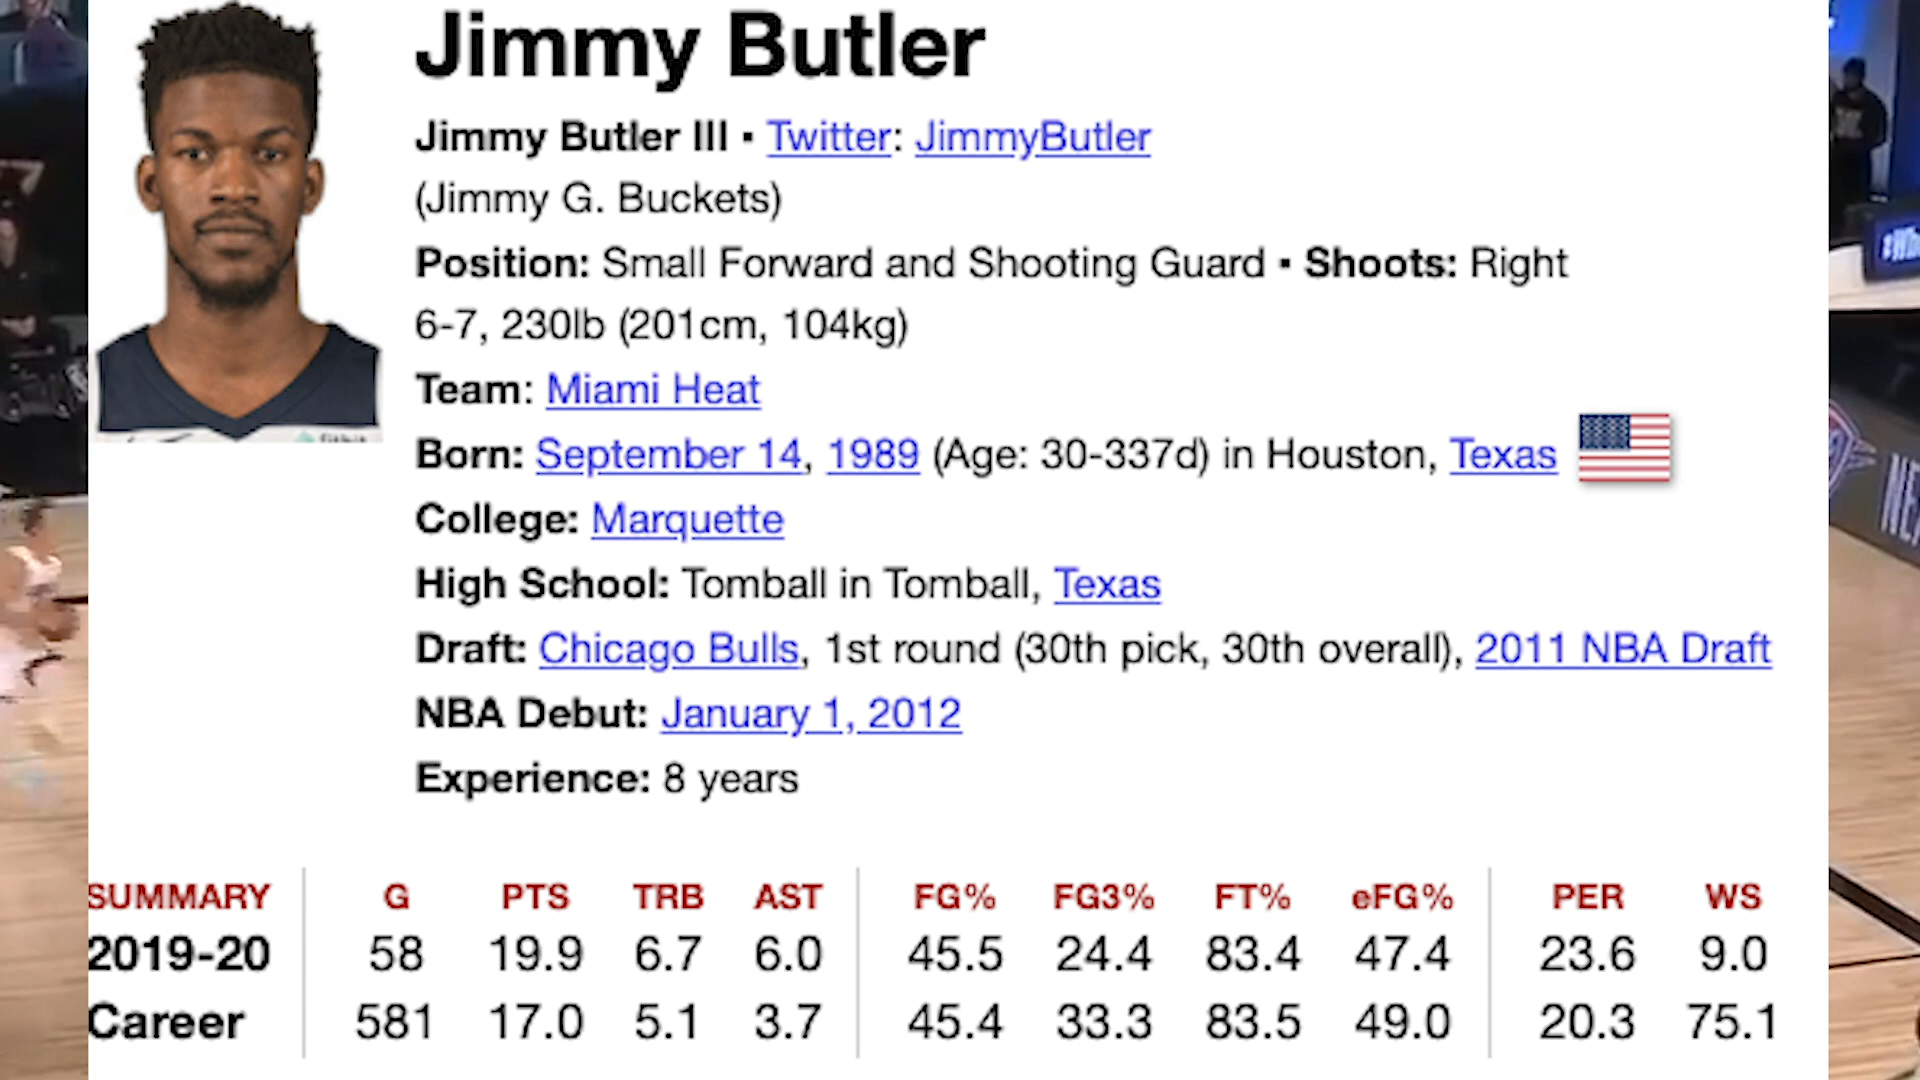 Jimmy Butler
Jimmy Butler III ▪ Twitter: JimmyButler
(Jimmy G. Buckets)
Position: Small Forward and Shooting Guard ▪ Shoots: Right
6-7, 230lb (201cm, 104kg)
Team: Miami Heat
Born: September 14, 1989 (Age: 30-337d) in Houston, Texas
College: Marquette
High School: Tomball in Tomball, Texas
Draft: Chicago Bulls, 1st round (30th pick, 30th overall), 2011 NBA Draft
NBA Debut: January 1, 2012
Experience: 8 years
SUMMARY G PTS TRB AST FG% FG3% FT% eFG% PER WS
2019-20 58 19.9 6.7 6.0 45.5 24.4 83.4 47.4 23.6 9.0
Career 581 17.0 5.1 3.7 45.4 33.3 83.5 49.0 20.3 75.1